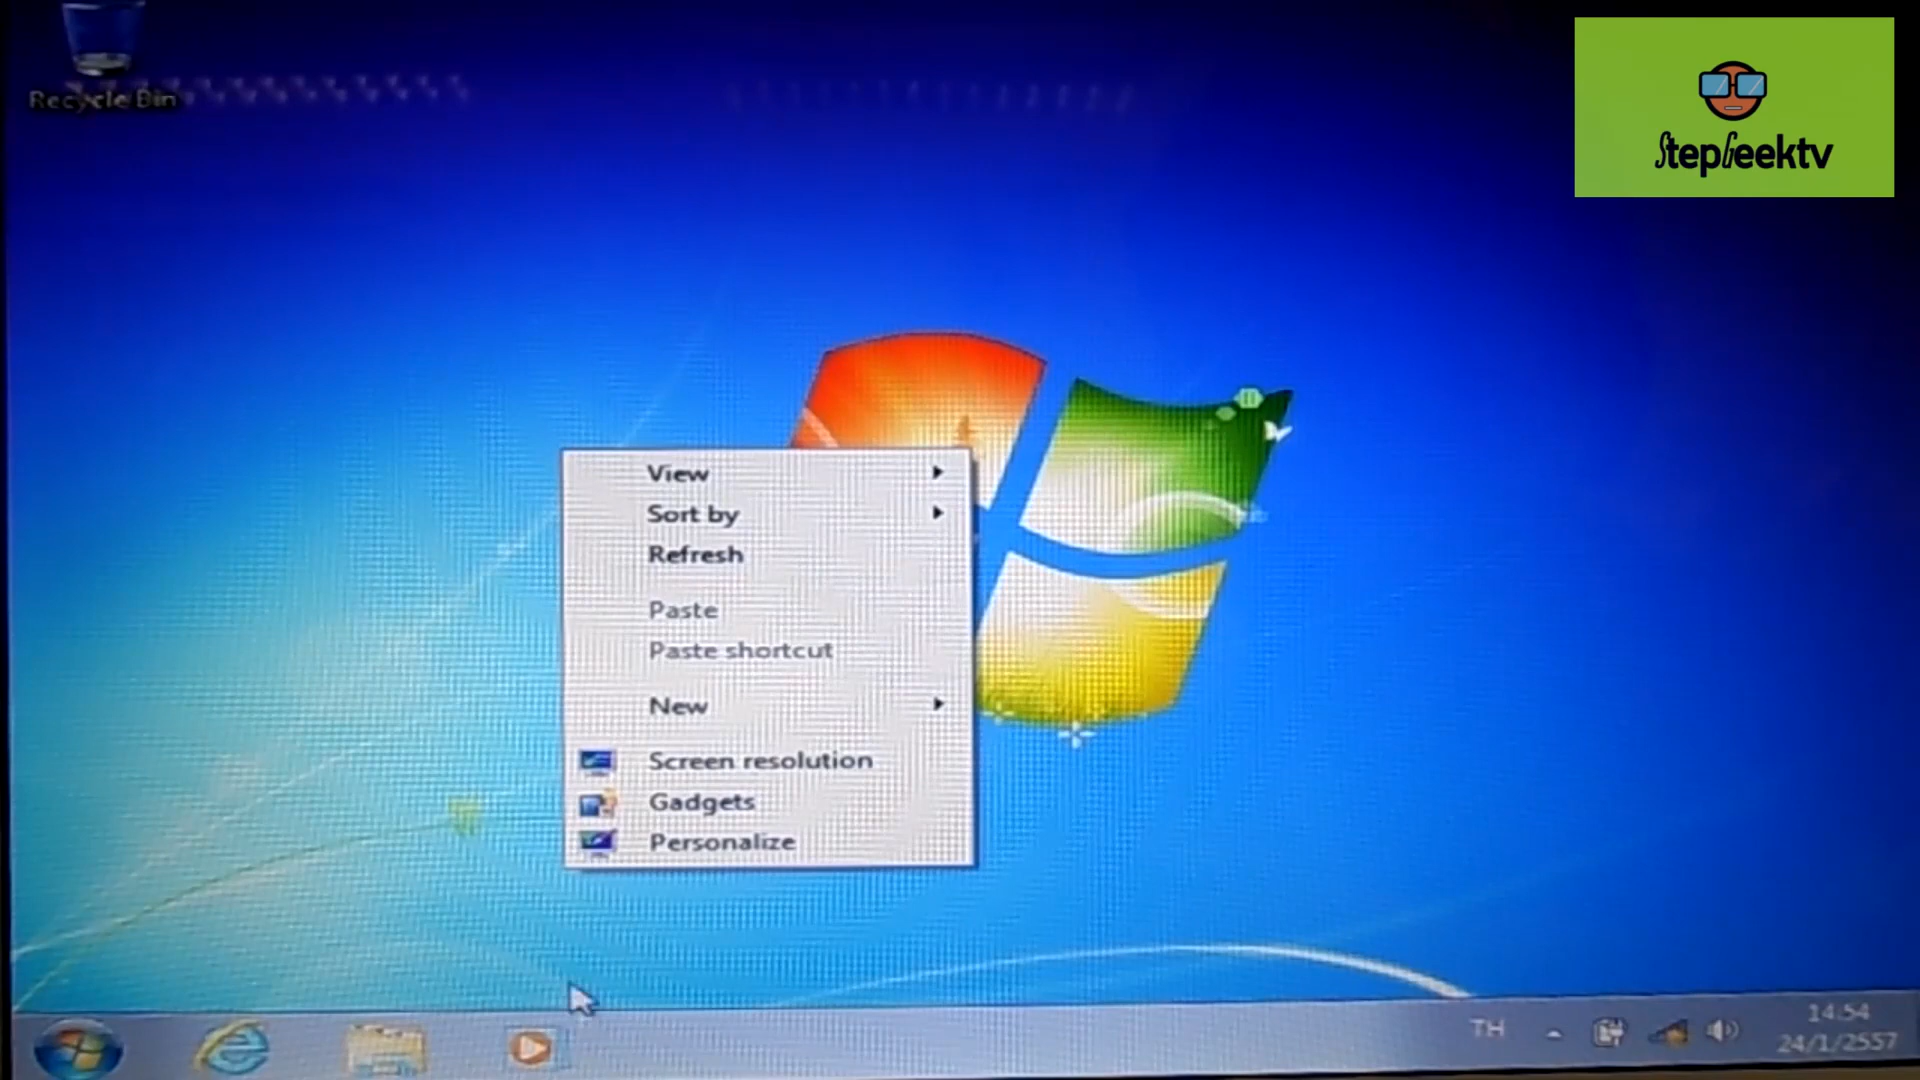 Recycle Bin
StepGeektv
View
Sort by
Refresh
Paste
Paste shortcut
New
Screen resolution
Gadgets
Personalize
TH
14:54
24/1/2557